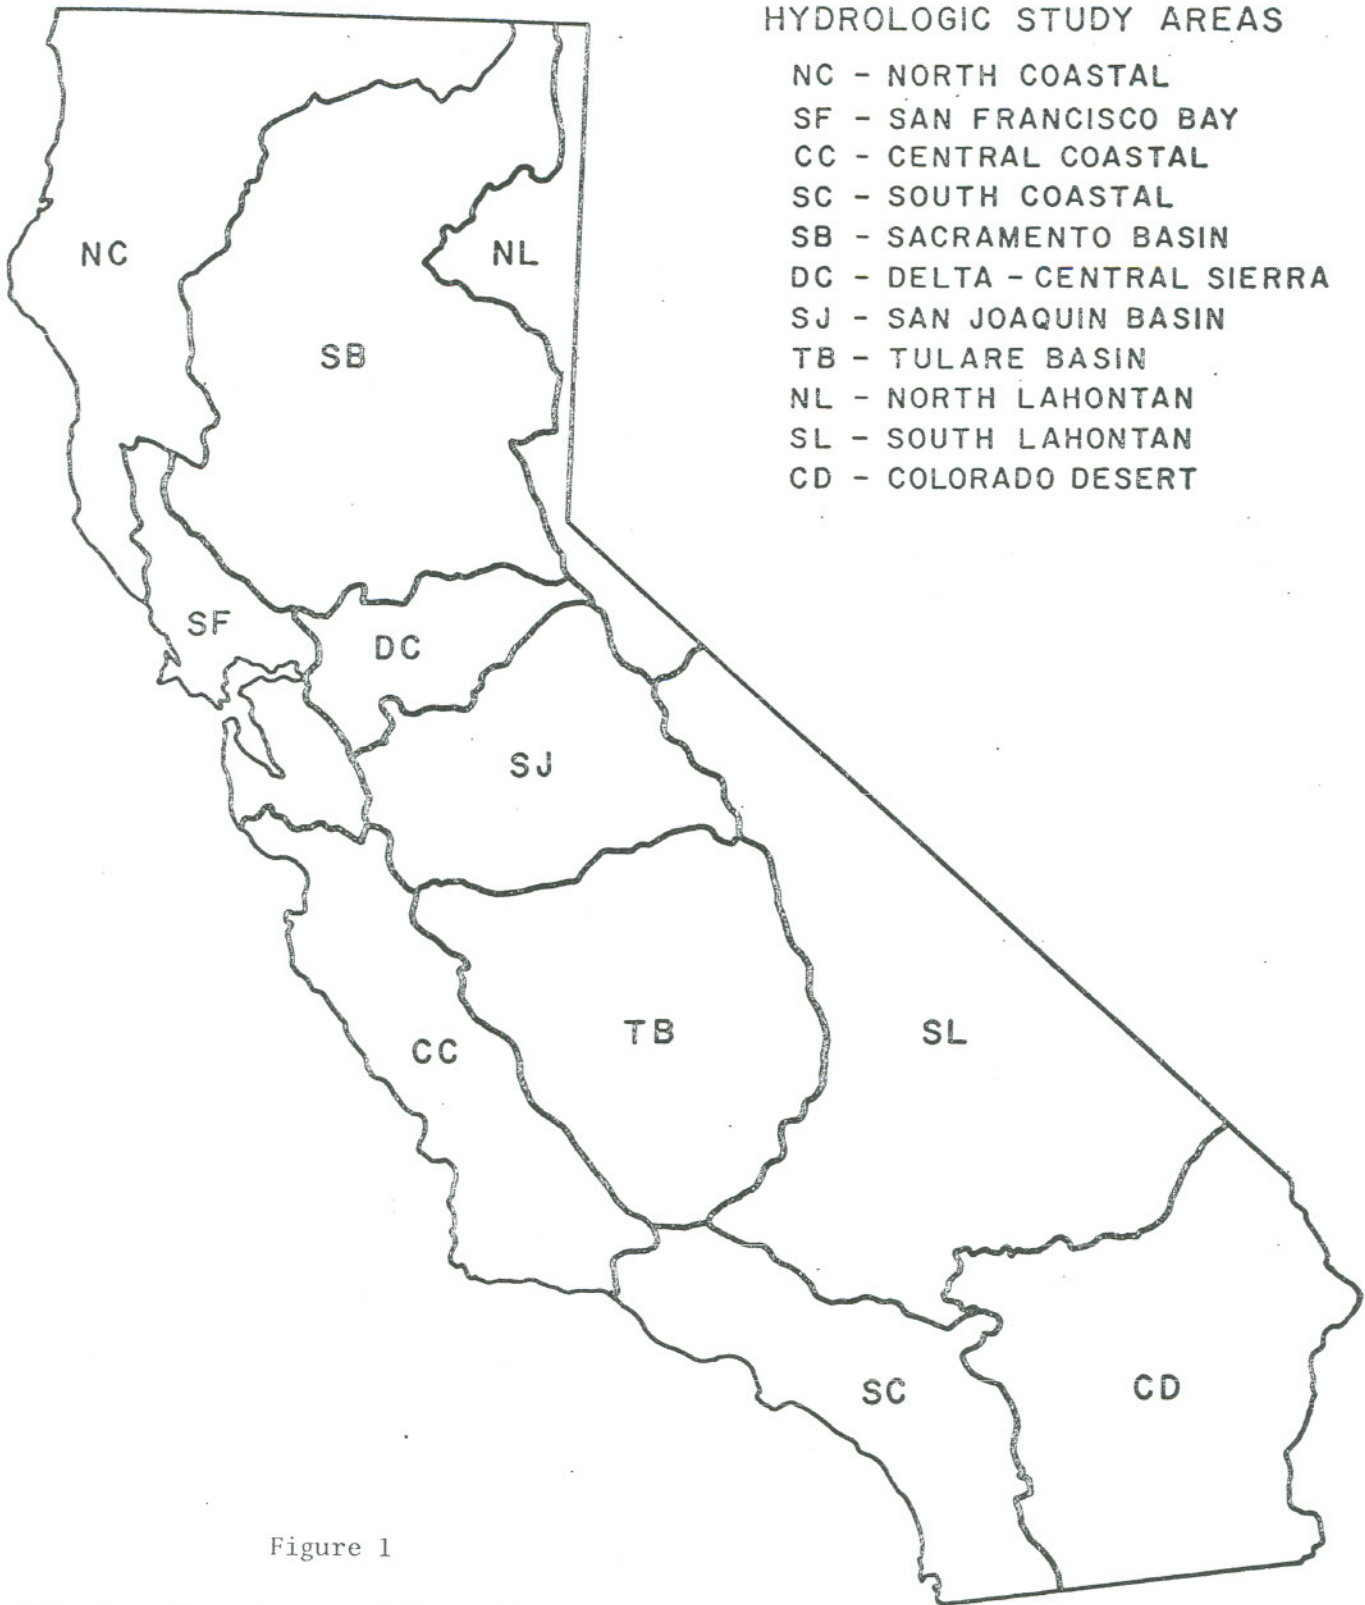 HYDROLOGIC STUDY AREAS
NC - NORTH COASTAL
SF - SAN FRANCISCO BAY
CC - CENTRAL COASTAL
SC - SOUTH COASTAL
SB - SACRAMENTO BASIN
DC - DELTA - CENTRAL SIERRA
SJ - SAN JOAQUIN BASIN
TB - TULARE BASIN
NL - NORTH LAHONTAN
SL - SOUTH LAHONTAN
CD - COLORADO DESERT
NC
NL
SB
SF
DC
SJ
TB
SL
CC
SC
CD
Figure 1